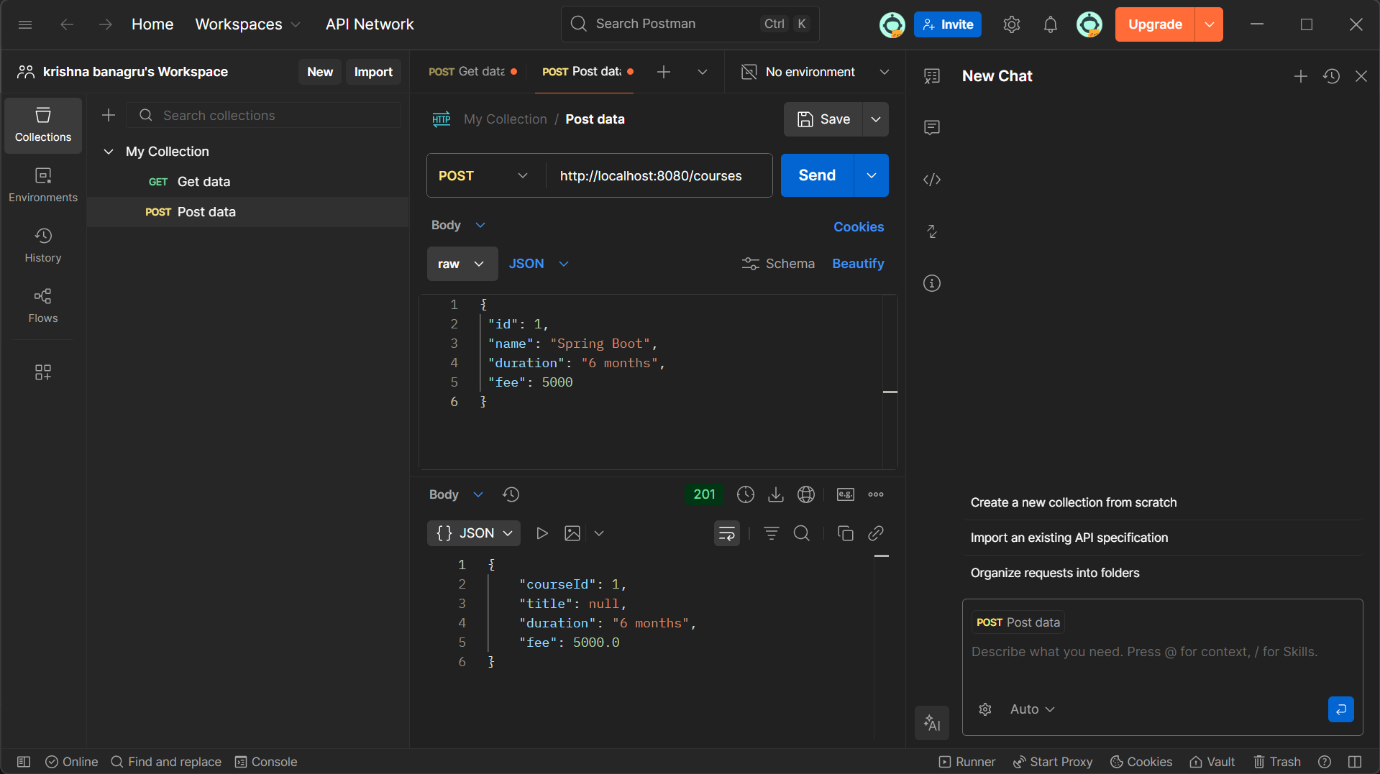 Home Workspaces API Network Search Postman Ctrl K Invite Upgrade
krishna banagru's Workspace New Import
Collections
Environments
History
Flows
Search collections
My Collection
GET Get data
POST Post data
POST Get data POST Post data No environment
HTTP My Collection / Post data Save
POST http://localhost:8080/courses Send
Body Cookies
raw JSON Schema Beautify
1 {
2 "id": 1,
3 "name": "Spring Boot",
4 "duration": "6 months",
5 "fee": 5000
6 }
Body 201 e.g.
{} JSON
1 {
2 "courseId": 1,
3 "title": null,
4 "duration": "6 months",
5 "fee": 5000.0
6 }
New Chat
Create a new collection from scratch
Import an existing API specification
Organize requests into folders
POST Post data
Describe what you need. Press @ for context, / for Skills.
Auto
AI
Online Find and replace Console Runner Start Proxy Cookies Vault Trash